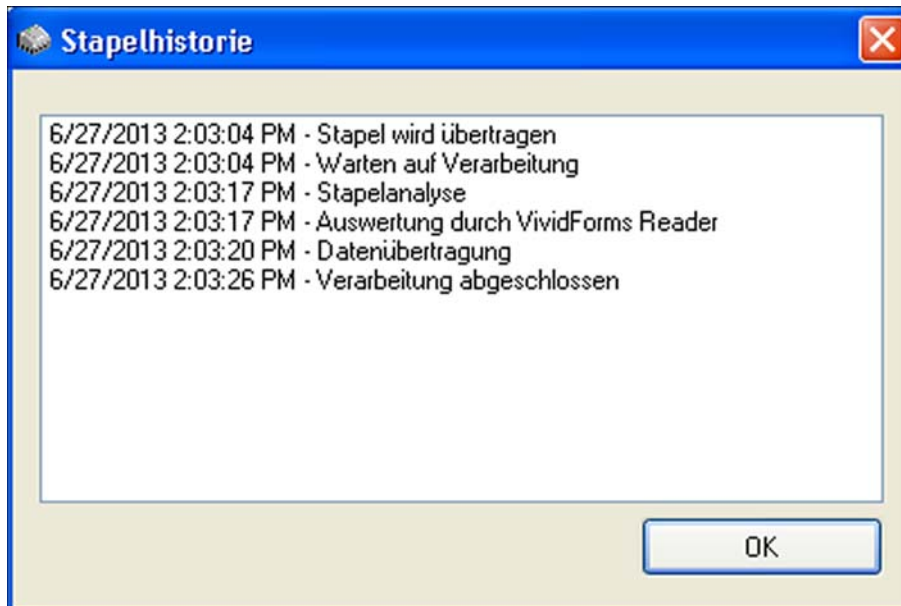 Stapelhistorie
6/27/2013 2:03:04 PM - Stapel wird übertragen
6/27/2013 2:03:04 PM - Warten auf Verarbeitung
6/27/2013 2:03:17 PM - Stapelanalyse
6/27/2013 2:03:17 PM - Auswertung durch VividForms Reader
6/27/2013 2:03:20 PM - Datenübertragung
6/27/2013 2:03:26 PM - Verarbeitung abgeschlossen
OK